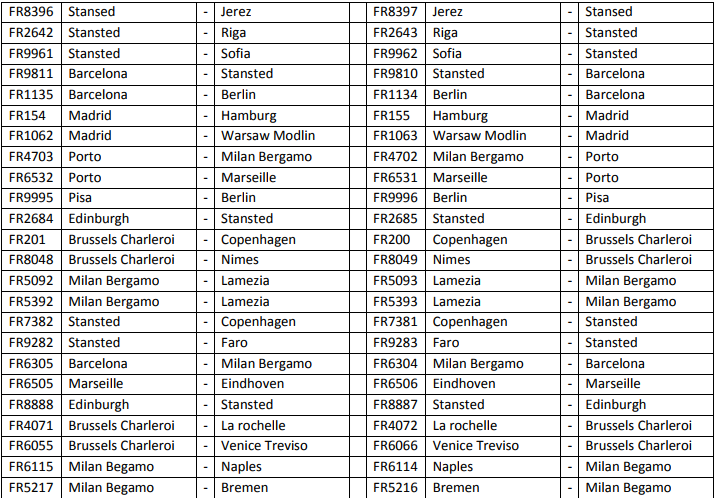 FR8396 Stansed - Jerez FR8397 Jerez - Stansed
FR2642 Stansted - Riga FR2643 Riga - Stansted
FR9961 Stansted - Sofia FR9962 Sofia - Stansted
FR9811 Barcelona - Stansted FR9810 Stansted - Barcelona
FR1135 Barcelona - Berlin FR1134 Berlin - Barcelona
FR154 Madrid - Hamburg FR155 Hamburg - Madrid
FR1062 Madrid - Warsaw Modlin FR1063 Warsaw Modlin - Madrid
FR4703 Porto - Milan Bergamo FR4702 Milan Bergamo - Porto
FR6532 Porto - Marseille FR6531 Marseille - Porto
FR9995 Pisa - Berlin FR9996 Berlin - Pisa
FR2684 Edinburgh - Stansted FR2685 Stansted - Edinburgh
FR201 Brussels Charleroi - Copenhagen FR200 Copenhagen - Brussels Charleroi
FR8048 Brussels Charleroi - Nimes FR8049 Nimes - Brussels Charleroi
FR5092 Milan Bergamo - Lamezia FR5093 Lamezia - Milan Bergamo
FR5392 Milan Bergamo - Lamezia FR5393 Lamezia - Milan Bergamo
FR7382 Stansted - Copenhagen FR7381 Copenhagen - Stansted
FR9282 Stansted - Faro FR9283 Faro - Stansted
FR6305 Barcelona - Milan Bergamo FR6304 Milan Bergamo - Barcelona
FR6505 Marseille - Eindhoven FR6506 Eindhoven - Marseille
FR8888 Edinburgh - Stansted FR8887 Stansted - Edinburgh
FR4071 Brussels Charleroi - La rochelle FR4072 La rochelle - Brussels Charleroi
FR6055 Brussels Charleroi - Venice Treviso FR6066 Venice Treviso - Brussels Charleroi
FR6115 Milan Begamo - Naples FR6114 Naples - Milan Begamo
FR5217 Milan Begamo - Bremen FR5216 Bremen - Milan Begamo